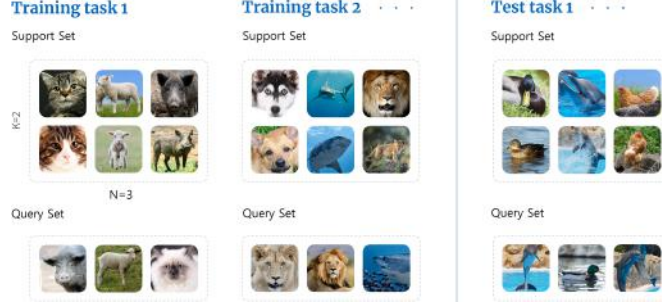 Training task 1
Support Set
K=2
N=3
Query Set
Training task 2 · · ·
Support Set
Query Set
Test task 1 · · ·
Support Set
Query Set